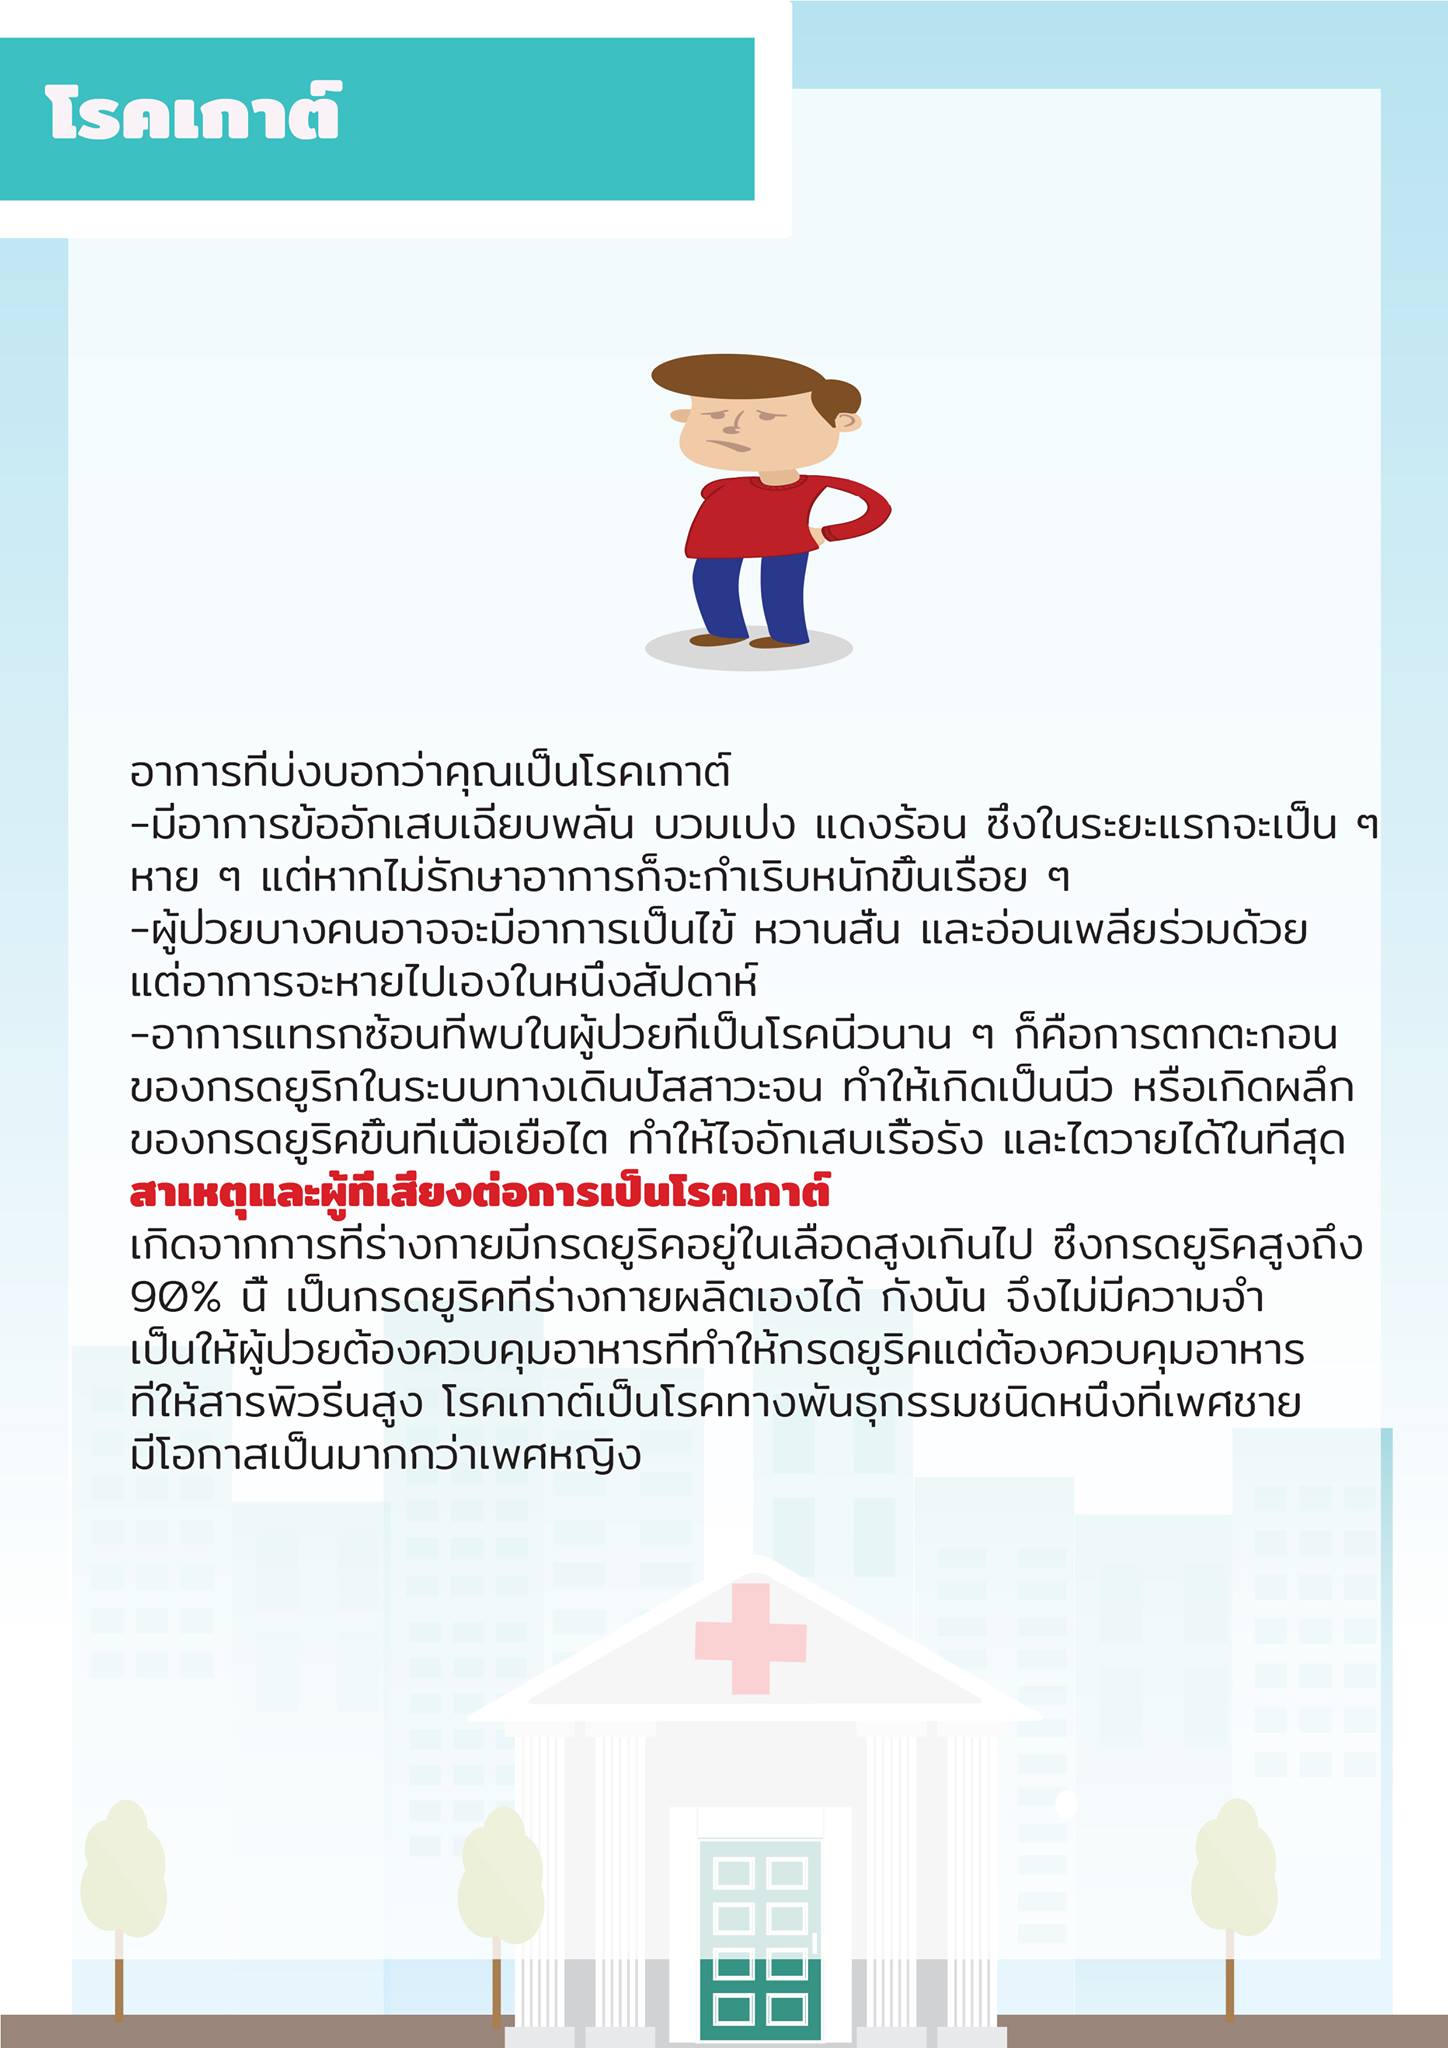 โรคเกาต์
อาการที่บ่งบอกว่าคุณเป็นโรคเกาต์
-มีอาการข้ออักเสบเฉียบพลัน บวมเปง แดงร้อน ซึ่งในระยะแรกจะเป็น ๆ
หาย ๆ แต่หากไม่รักษาอาการก็จะกำเริบหนักขึ้นเรื่อย ๆ
-ผู้ป่วยบางคนอาจจะมีอาการเป็นไข้ หวานสั่น และอ่อนเพลียร่วมด้วย
แต่อาการจะหายไปเองในหนึ่งสัปดาห์
-อาการแทรกซ้อนที่พบในผู้ป่วยที่เป็นโรคนี้วนาน ๆ ก็คือการตกตะกอน
ของกรดยูริกในระบบทางเดินปัสสาวะจน ทำให้เกิดเป็นนิ่ว หรือเกิดผลึก
ของกรดยูริคขึ้นที่เนื้อเยื่อไต ทำให้ไจอักเสบเรื้อรัง และไตวายได้ในที่สุด
สาเหตุและผู้ที่เสี่ยงต่อการเป็นโรคเกาต์
เกิดจากการที่ร่างกายมีกรดยูริคอยู่ในเลือดสูงเกินไป ซึ่งกรดยูริคสูงถึง
90% นี้ เป็นกรดยูริคที่ร่างกายผลิตเองได้ กังนั้น จึงไม่มีความจำ
เป็นให้ผู้ป่วยต้องควบคุมอาหารที่ทำให้กรดยูริคแต่ต้องควบคุมอาหาร
ที่ให้สารพิวรีนสูง โรคเกาต์เป็นโรคทางพันธุกรรมชนิดหนึ่งที่เพศชาย
มีโอกาสเป็นมากกว่าเพศหญิง